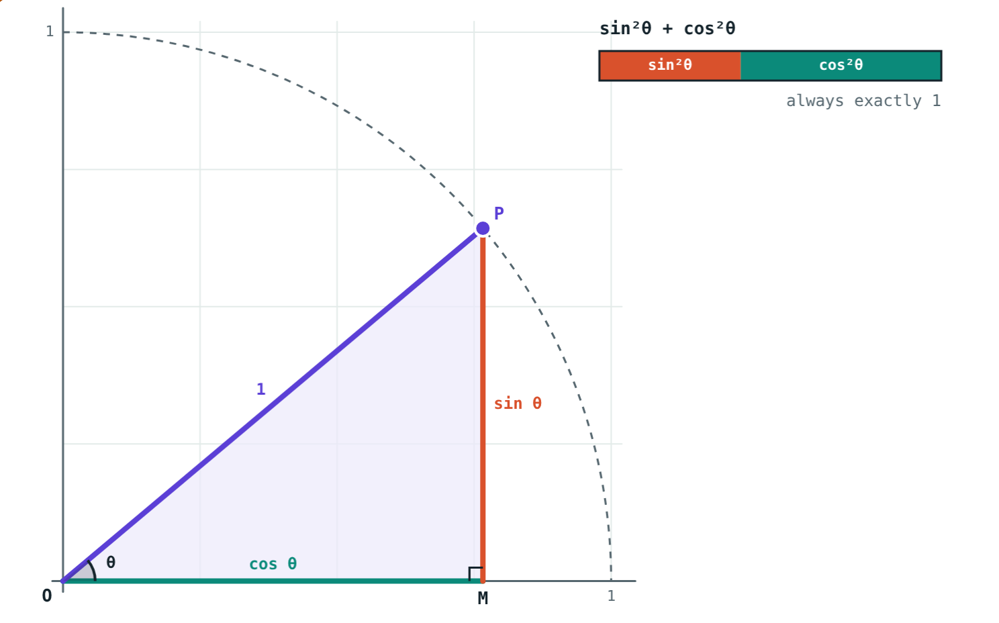 1
sin²θ + cos²θ
sin²θ cos²θ
always exactly 1
P
1
sin θ
θ
cos θ
O
M
1